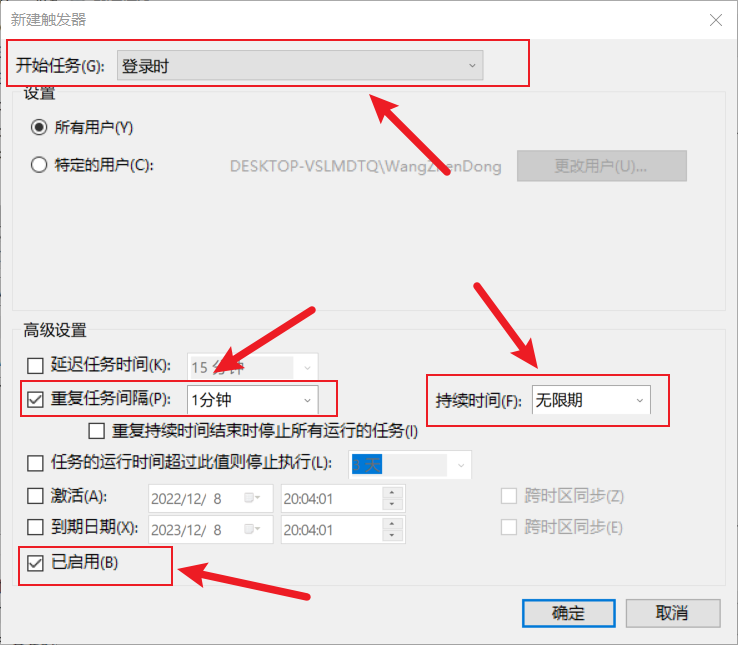 新建触发器
开始任务(G): 登录时
设置
所有用户(Y)
特定的用户(C): DESKTOP-VSLMDTQ\WangZhenDong 更改用户(U)...
高级设置
延迟任务时间(K): 15 分钟
重复任务间隔(P): 1分钟 持续时间(F): 无限期
重复持续时间结束时停止所有运行的任务(I)
任务的运行时间超过此值则停止执行(L): 3 天
激活(A): 2022/12/ 8 20:04:01 跨时区同步(Z)
到期日期(X): 2023/12/ 8 20:04:01 跨时区同步(E)
已启用(B)
确定 取消